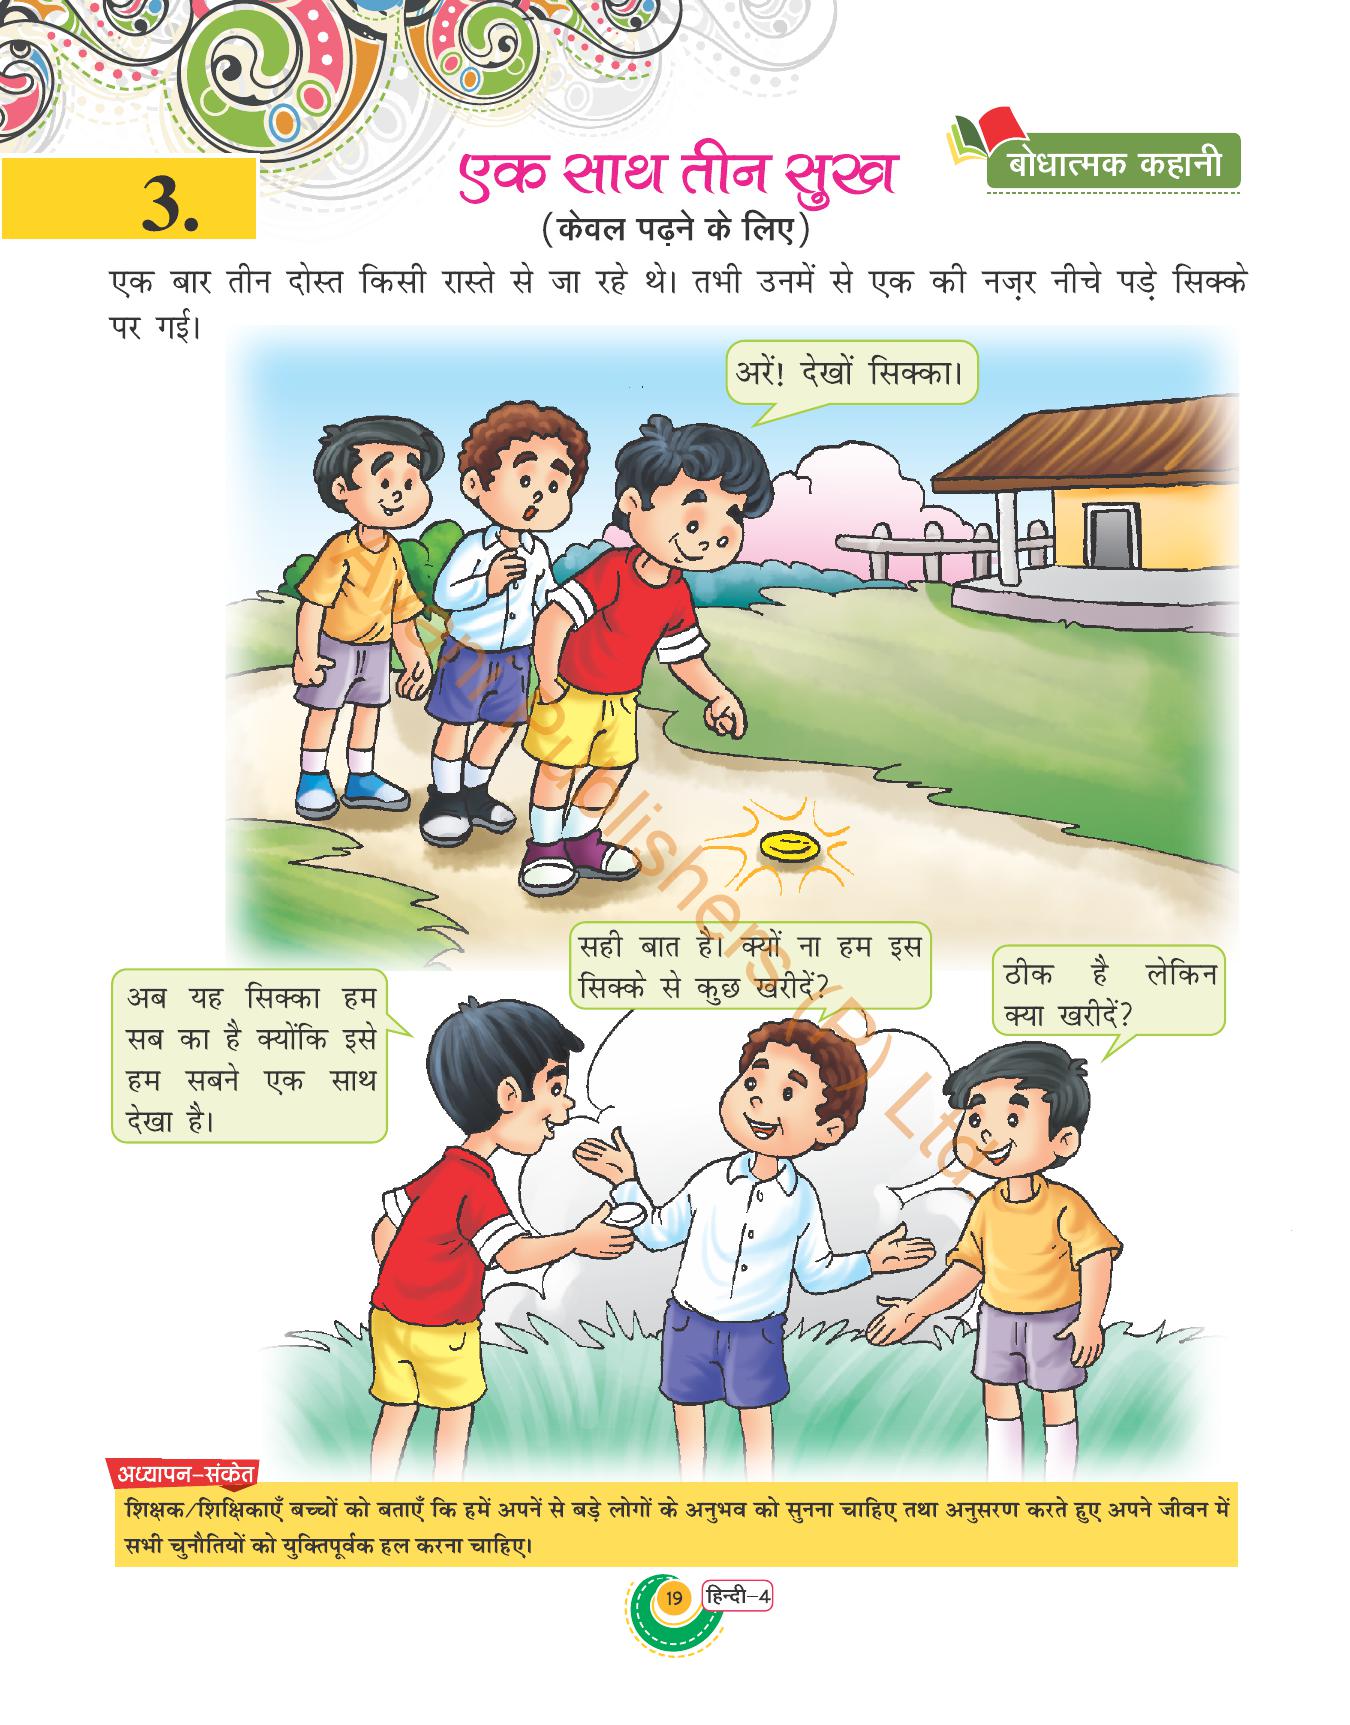 3.
एक साथ तीन सुख
बोधात्मक कहानी
(केवल पढ़ने के लिए)
एक बार तीन दोस्त किसी रास्ते से जा रहे थे। तभी उनमें से एक की नज़र नीचे पड़े सिक्के
पर गई।
अरें! देखों सिक्का।
सही बात है। क्यों ना हम इस
सिक्के से कुछ खरीदें?
ठीक है लेकिन
क्या खरीदें?
अब यह सिक्का हम
सब का है क्योंकि इसे
हम सबने एक साथ
देखा है।
अध्यापन-संकेत
शिक्षक/शिक्षिकाएँ बच्चों को बताएँ कि हमें अपनें से बड़े लोगों के अनुभव को सुनना चाहिए तथा अनुसरण करते हुए अपने जीवन में
सभी चुनौतियों को युक्तिपूर्वक हल करना चाहिए।
19 हिन्दी-4